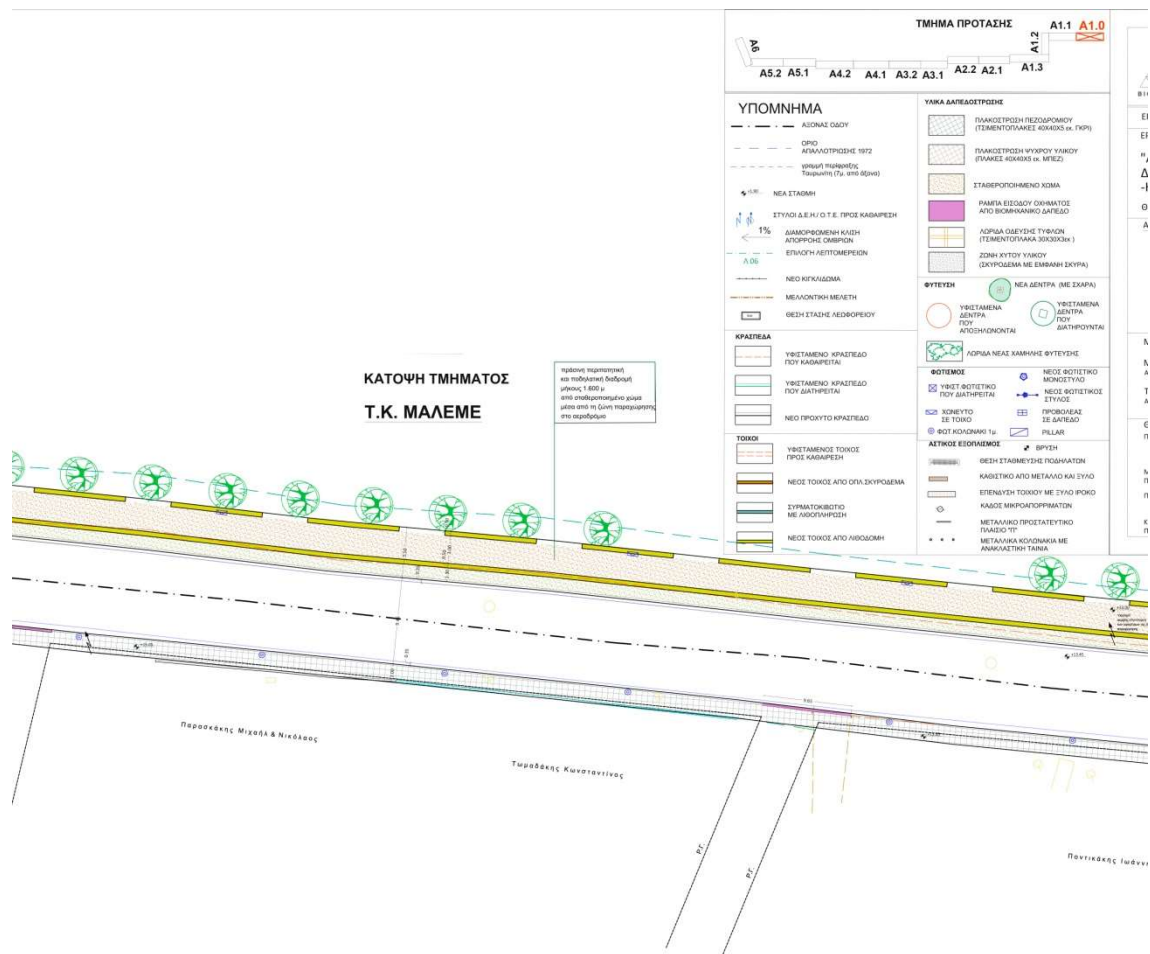 ΤΜΗΜΑ ΠΡΟΤΑΣΗΣ
A1.1 A1.0
A6
A1.2
A5.2 A5.1
A4.2
A4.1 A3.2 A3.1
A2.2 A2.1
A1.3
ΥΠΟΜΝΗΜΑ
ΑΞΟΝΑΣ ΟΔΟΥ
ΟΡΙΟ
ΑΠΑΛΛΟΤΡΙΩΣΗΣ 1972
γραμμή περίφραξης
Ταυρωνίτη (7μ. από άξονα)
ΝΕΑ ΣΤΑΘΜΗ
ΣΤΥΛΟΙ Δ.Ε.Η./ Ο.Τ.Ε. ΠΡΟΣ ΚΑΘΑΙΡΕΣΗ
1%
ΔΙΑΜΟΡΦΩΜΕΝΗ ΚΛΙΣΗ
ΑΠΟΡΡΟΗΣ ΟΜΒΡΙΩΝ
ΕΠΙΛΟΓΗ ΛΕΠΤΟΜΕΡΕΙΩΝ
Λ.06
ΝΕΟ ΚΙΓΚΛΙΔΩΜΑ
ΜΕΛΛΟΝΤΙΚΗ ΜΕΛΕΤΗ
ΘΕΣΗ ΣΤΑΣΗΣ ΛΕΩΦΟΡΕΙΟΥ
ΚΡΑΣΠΕΔΑ
ΥΦΙΣΤΑΜΕΝΟ ΚΡΑΣΠΕΔΟ
ΠΟΥ ΚΑΘΑΙΡΕΙΤΑΙ
ΥΦΙΣΤΑΜΕΝΟ ΚΡΑΣΠΕΔΟ
ΠΟΥ ΔΙΑΤΗΡΕΙΤΑΙ
ΝΕΟ ΠΡΟΧΥΤΟ ΚΡΑΣΠΕΔΟ
ΤΟΙΧΟΙ
ΥΦΙΣΤΑΜΕΝΟΣ ΤΟΙΧΟΣ
ΠΡΟΣ ΚΑΘΑΙΡΕΣΗ
ΝΕΟΣ ΤΟΙΧΟΣ ΑΠΟ ΟΠΛ.ΣΚΥΡΟΔΕΜΑ
ΣΥΡΜΑΤΟΚΙΒΩΤΙΟ
ΜΕ ΛΙΘΟΠΛΗΡΩΣΗ
ΝΕΟΣ ΤΟΙΧΟΣ ΑΠΟ ΛΙΘΟΔΟΜΗ
ΥΛΙΚΑ ΔΑΠΕΔΟΣΤΡΩΣΗΣ
ΠΛΑΚΟΣΤΡΩΣΗ ΠΕΖΟΔΡΟΜΙΟΥ
(ΤΣΙΜΕΝΤΟΠΛΑΚΕΣ 40Χ40Χ5 εκ. ΓΚΡΙ)
ΠΛΑΚΟΣΤΡΩΣΗ ΨΥΧΡΟΥ ΥΛΙΚΟΥ
(ΠΛΑΚΕΣ 40Χ40Χ5 εκ. ΜΠΕΖ)
ΣΤΑΘΕΡΟΠΟΙΗΜΕΝΟ ΧΩΜΑ
ΡΑΜΠΑ ΕΙΣΟΔΟΥ ΟΧΗΜΑΤΟΣ
ΑΠΟ ΒΙΟΜΗΧΑΝΙΚΟ ΔΑΠΕΔΟ
ΛΩΡΙΔΑ ΟΔΕΥΣΗΣ ΤΥΦΛΩΝ
(ΤΣΙΜΕΝΤΟΠΛΑΚΑ 30Χ30Χ3εκ )
ΖΩΝΗ ΧΥΤΟΥ ΥΛΙΚΟΥ
(ΣΚΥΡΟΔΕΜΑ ΜΕ ΕΜΦΑΝΗ ΣΚΥΡΑ)
ΦΥΤΕΥΣΗ
ΝΕΑ ΔΕΝΤΡΑ (ΜΕ ΣΧΑΡΑ)
ΥΦΙΣΤΑΜΕΝΑ
ΔΕΝΤΡΑ
ΠΟΥ
ΑΠΟΞΗΛΩΝΟΝΤΑΙ
ΥΦΙΣΤΑΜΕΝΑ
ΔΕΝΤΡΑ
ΠΟΥ
ΔΙΑΤΗΡΟΥΝΤΑΙ
ΛΩΡΙΔΑ ΝΕΑΣ ΧΑΜΗΛΗΣ ΦΥΤΕΥΣΗΣ
ΦΩΤΙΣΜΟΣ
ΥΦΙΣΤ.ΦΩΤΙΣΤΙΚΟ
ΠΟΥ ΔΙΑΤΗΡΕΙΤΑΙ
ΝΕΟΣ ΦΩΤΙΣΤΙΚΟ
ΜΟΝΟΣΤΥΛΟ
ΝΕΟΣ ΦΩΤΙΣΤΙΚΟΣ
ΣΤΥΛΟΣ
ΧΩΝΕΥΤΟ
ΣΕ ΤΟΙΧΟ
ΠΡΟΒΟΛΕΑΣ
ΣΕ ΔΑΠΕΔΟ
ΦΩΤ.ΚΟΛΩΝΑΚΙ 1μ.
PILLAR
ΑΣΤΙΚΟΣ ΕΞΟΠΛΙΣΜΟΣ
ΒΡΥΣΗ
ΘΕΣΗ ΣΤΑΘΜΕΥΣΗΣ ΠΟΔΗΛΑΤΩΝ
ΚΑΘΙΣΤΙΚΟ ΑΠΟ ΜΕΤΑΛΛΟ ΚΑΙ ΞΥΛΟ
ΕΠΕΝΔΥΣΗ ΤΟΙΧΙΟΥ ΜΕ ΞΥΛΟ ΙΡΟΚΟ
ΚΑΔΟΣ ΜΙΚΡΟΑΠΟΡΡΙΜΑΤΩΝ
ΜΕΤΑΛΛΙΚΟ ΠΡΟΣΤΑΤΕΥΤΙΚΟ
ΠΛΑΙΣΙΟ "Π"
ΜΕΤΑΛΛΙΚΑ ΚΟΛΩΝΑΚΙΑ ΜΕ
ΑΝΑΚΛΑΣΤΙΚΗ ΤΑΙΝΙΑ
ΚΑΤΟΨΗ ΤΜΗΜΑΤΟΣ
Τ.Κ. ΜΑΛΕΜΕ
πράσινη περιπατητική
και ποδηλατική διαδρομή
μήκους 1.600 μ
από σταθεροποιημένο χώμα
μέσα από τη ζώνη παραχώρησης
στο αεροδρόμιο
Παρασκάκης Μιχαήλ & Νικόλαος
Τωμαδάκης Κωνσταντίνος
Ρ.Γ.
Ρ.Γ.
Ποντικάκης Ιωάνν